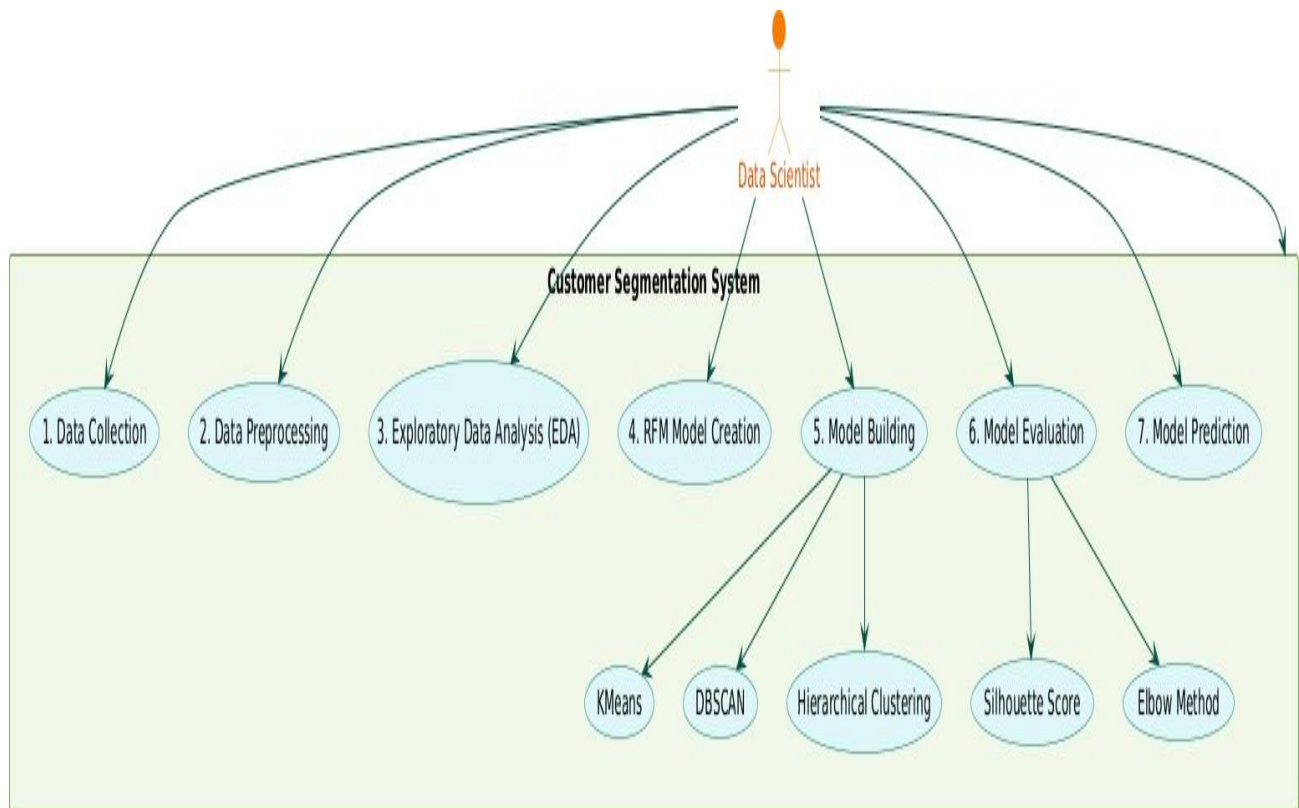 Data Scientist
Customer Segmentation System
1. Data Collection
2. Data Preprocessing
3. Exploratory Data Analysis (EDA)
4. RFM Model Creation
5. Model Building
6. Model Evaluation
7. Model Prediction
KMeans
DBSCAN
Hierarchical Clustering
Silhouette Score
Elbow Method